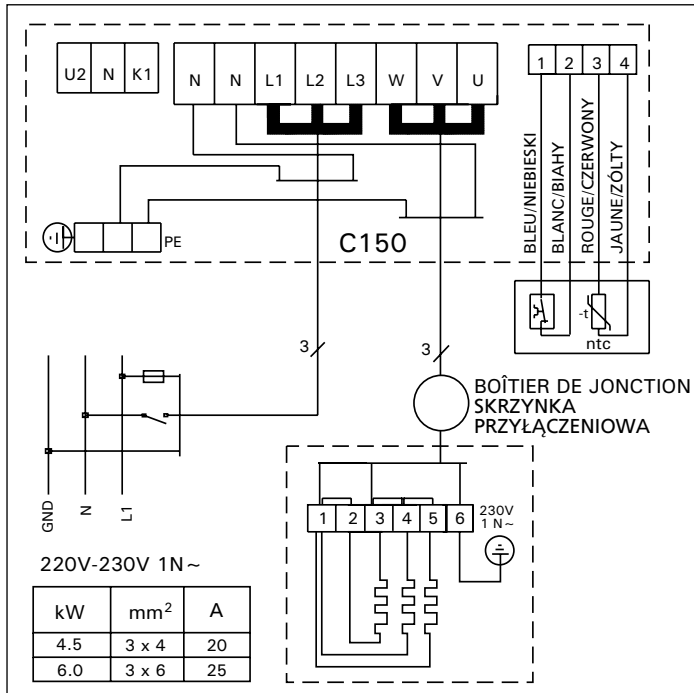 U2 N K1
N N L1 L2 L3 W V U
1 2 3 4
BLEU/NIEBIESKI
BLANC/BIAHY
ROUGE/CZERWONY
JAUNE/ZÓLTY
PE
C150
-t
ntc
3
3
BOÎTIER DE JONCTION
SKRZYNKA
PRZYŁĄCZENIOWA
GND
N
L1
1 2 3 4 5 6
230V
1 N~
220V-230V 1N~
kW mm² A
4.5 3 x 4 20
6.0 3 x 6 25